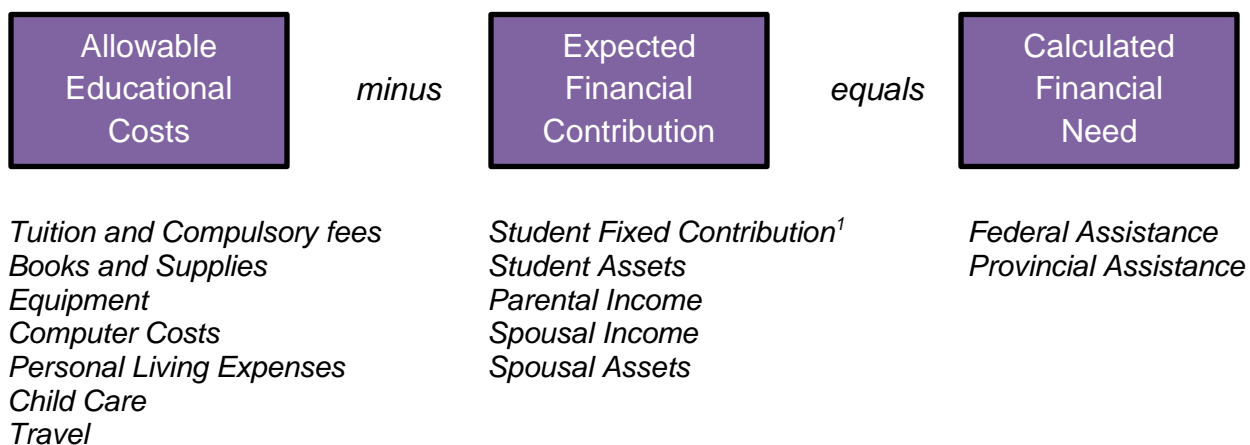 Allowable
Educational
Costs
minus
Expected
Financial
Contribution
equals
Calculated
Financial
Need
Tuition and Compulsory fees
Books and Supplies
Equipment
Computer Costs
Personal Living Expenses
Child Care
Travel
Student Fixed Contribution¹
Student Assets
Parental Income
Spousal Income
Spousal Assets
Federal Assistance
Provincial Assistance